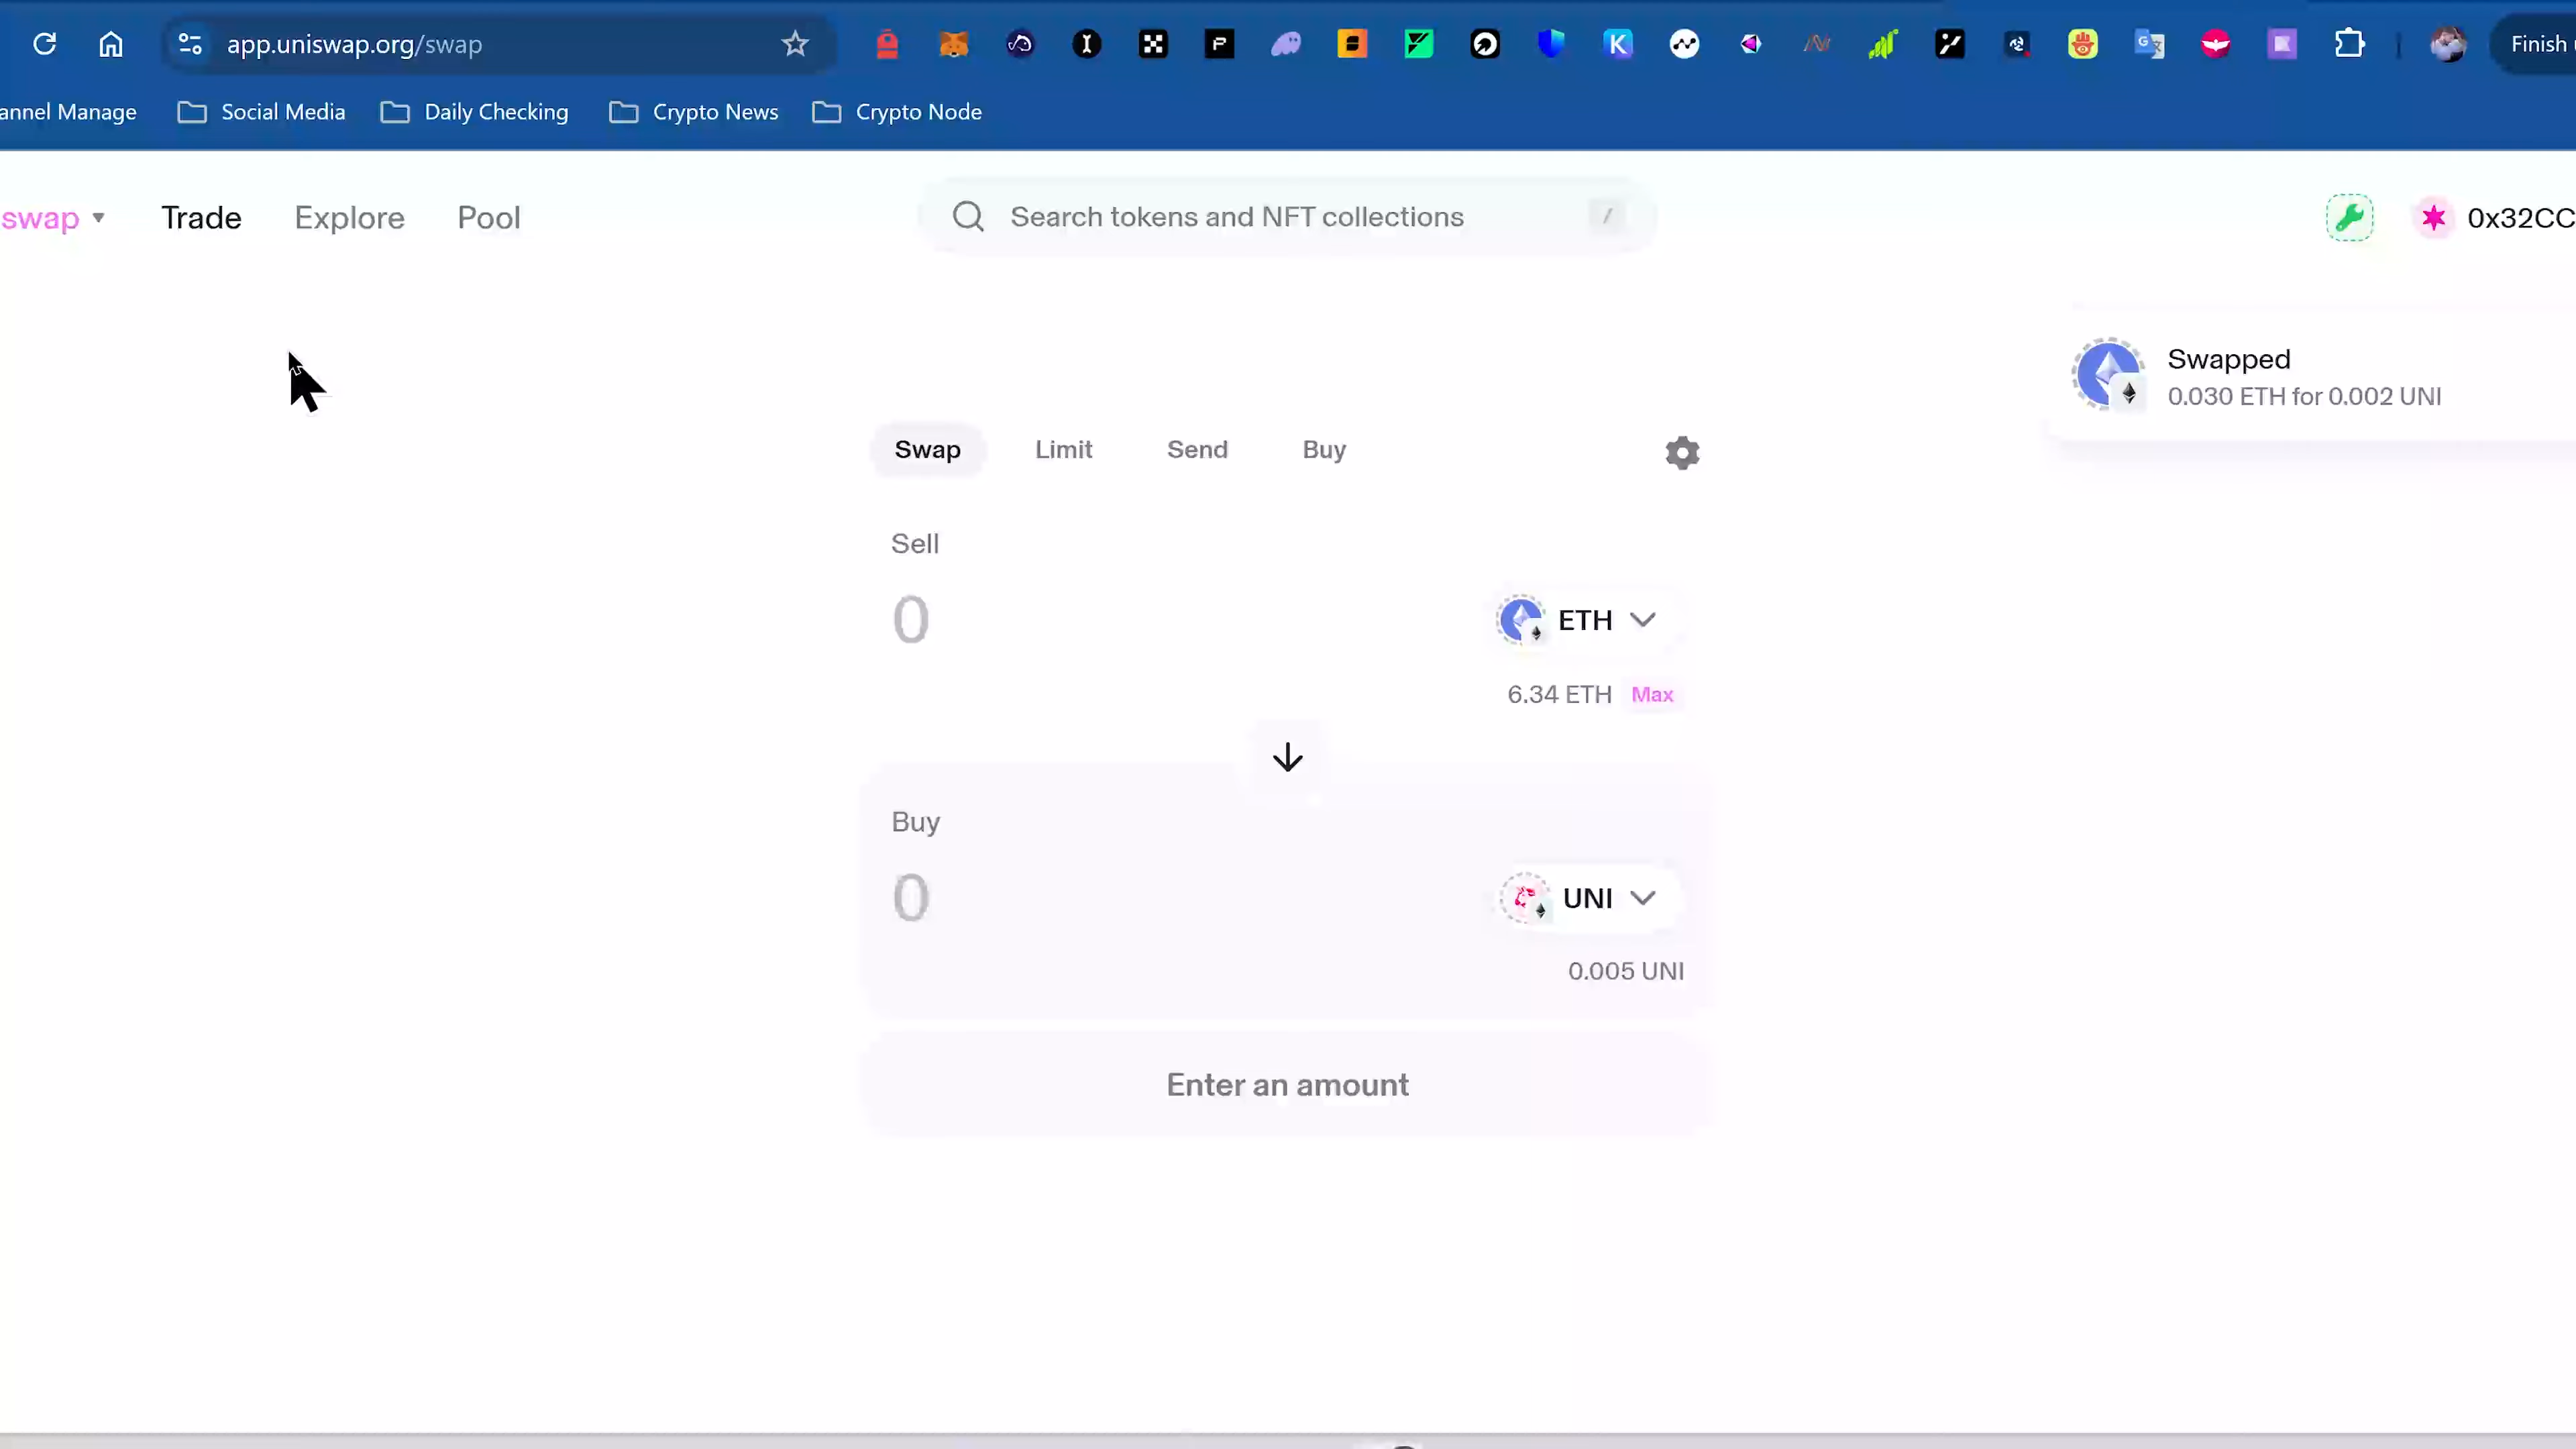 app.uniswap.org/swap
Finish
annel Manage
Social Media
Daily Checking
Crypto News
Crypto Node
swap
Trade
Explore
Pool
Search tokens and NFT collections
/
0x32CC
Swapped
0.030 ETH for 0.002 UNI
Swap
Limit
Send
Buy
Sell
0
ETH
6.34 ETH
Max
Buy
0
UNI
0.005 UNI
Enter an amount